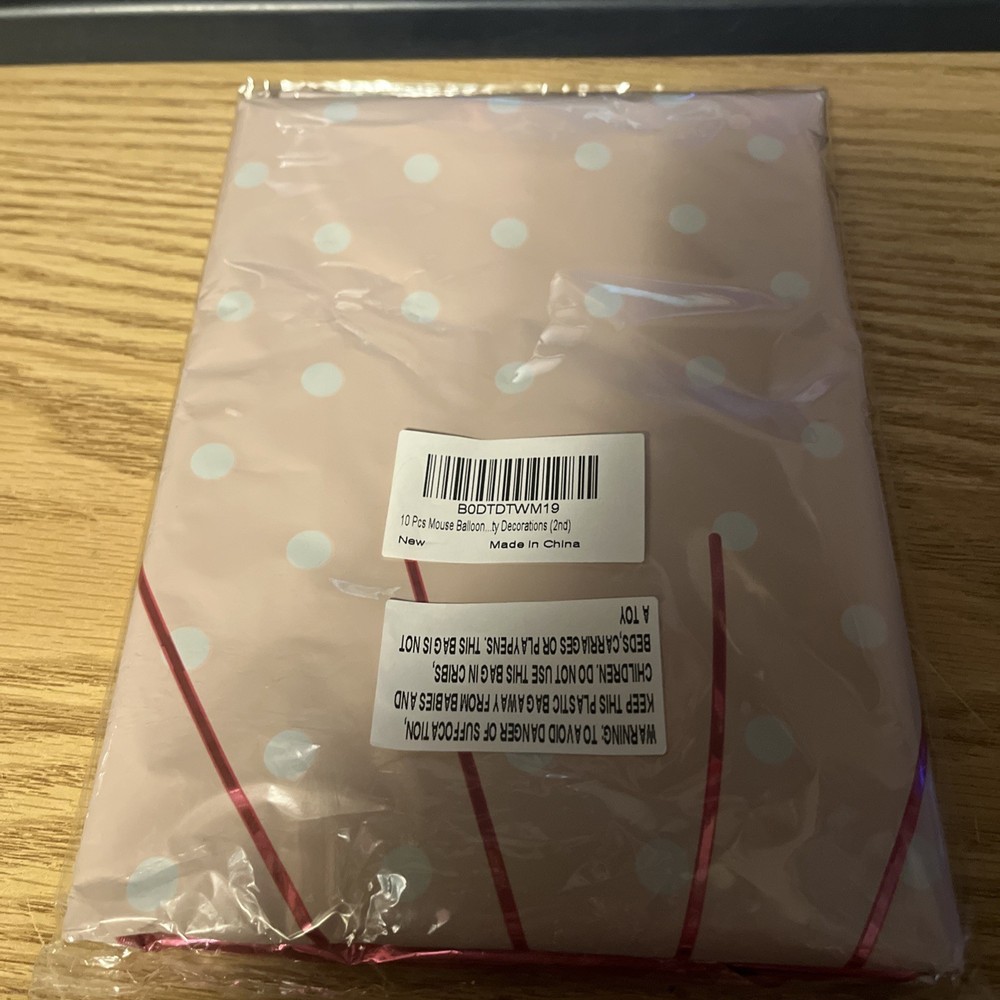 B0DTDTWM19
10 Pcs Mouse Balloon...ty Decorations (2nd)
New
Made in China
WARNING: TO AVOID DANGER OF SUFFOCATION,
KEEP THIS PLASTIC BAG AWAY FROM BABIES AND
CHILDREN. DO NOT USE THIS BAG IN CRIBS,
BEDS,CARRIAGES OR PLAYPENS. THIS BAG IS NOT
A TOY